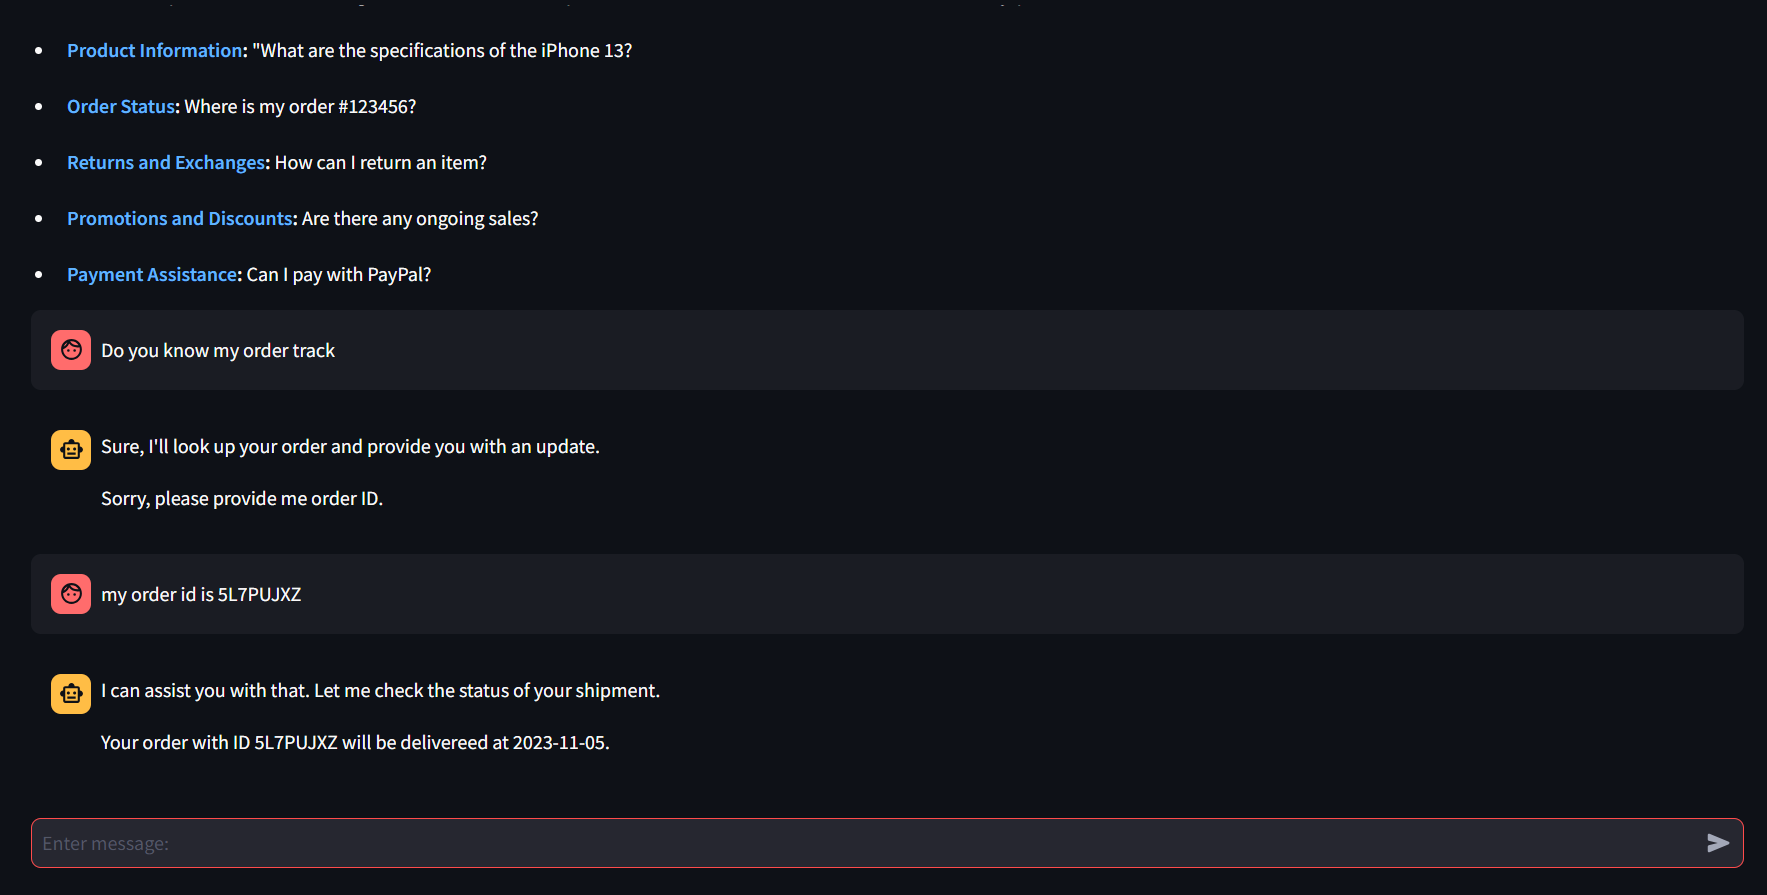 Product Information: "What are the specifications of the iPhone 13?
Order Status: Where is my order #123456?
Returns and Exchanges: How can I return an item?
Promotions and Discounts: Are there any ongoing sales?
Payment Assistance: Can I pay with PayPal?
Do you know my order track
Sure, I'll look up your order and provide you with an update.
Sorry, please provide me order ID.
my order id is 5L7PUJXZ
I can assist you with that. Let me check the status of your shipment.
Your order with ID 5L7PUJXZ will be delivereed at 2023-11-05.
Enter message: